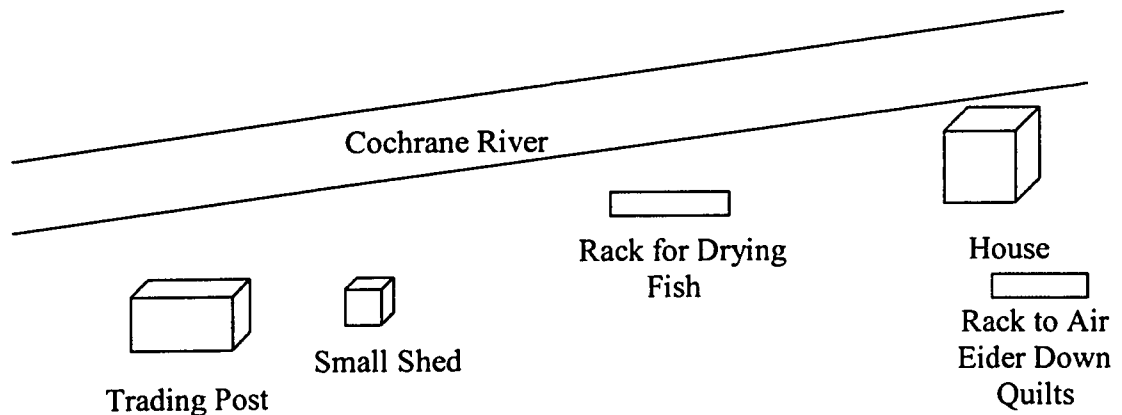 Cochrane River
Rack for Drying
Fish
House
Rack to Air
Eider Down
Quilts
Small Shed
Trading Post